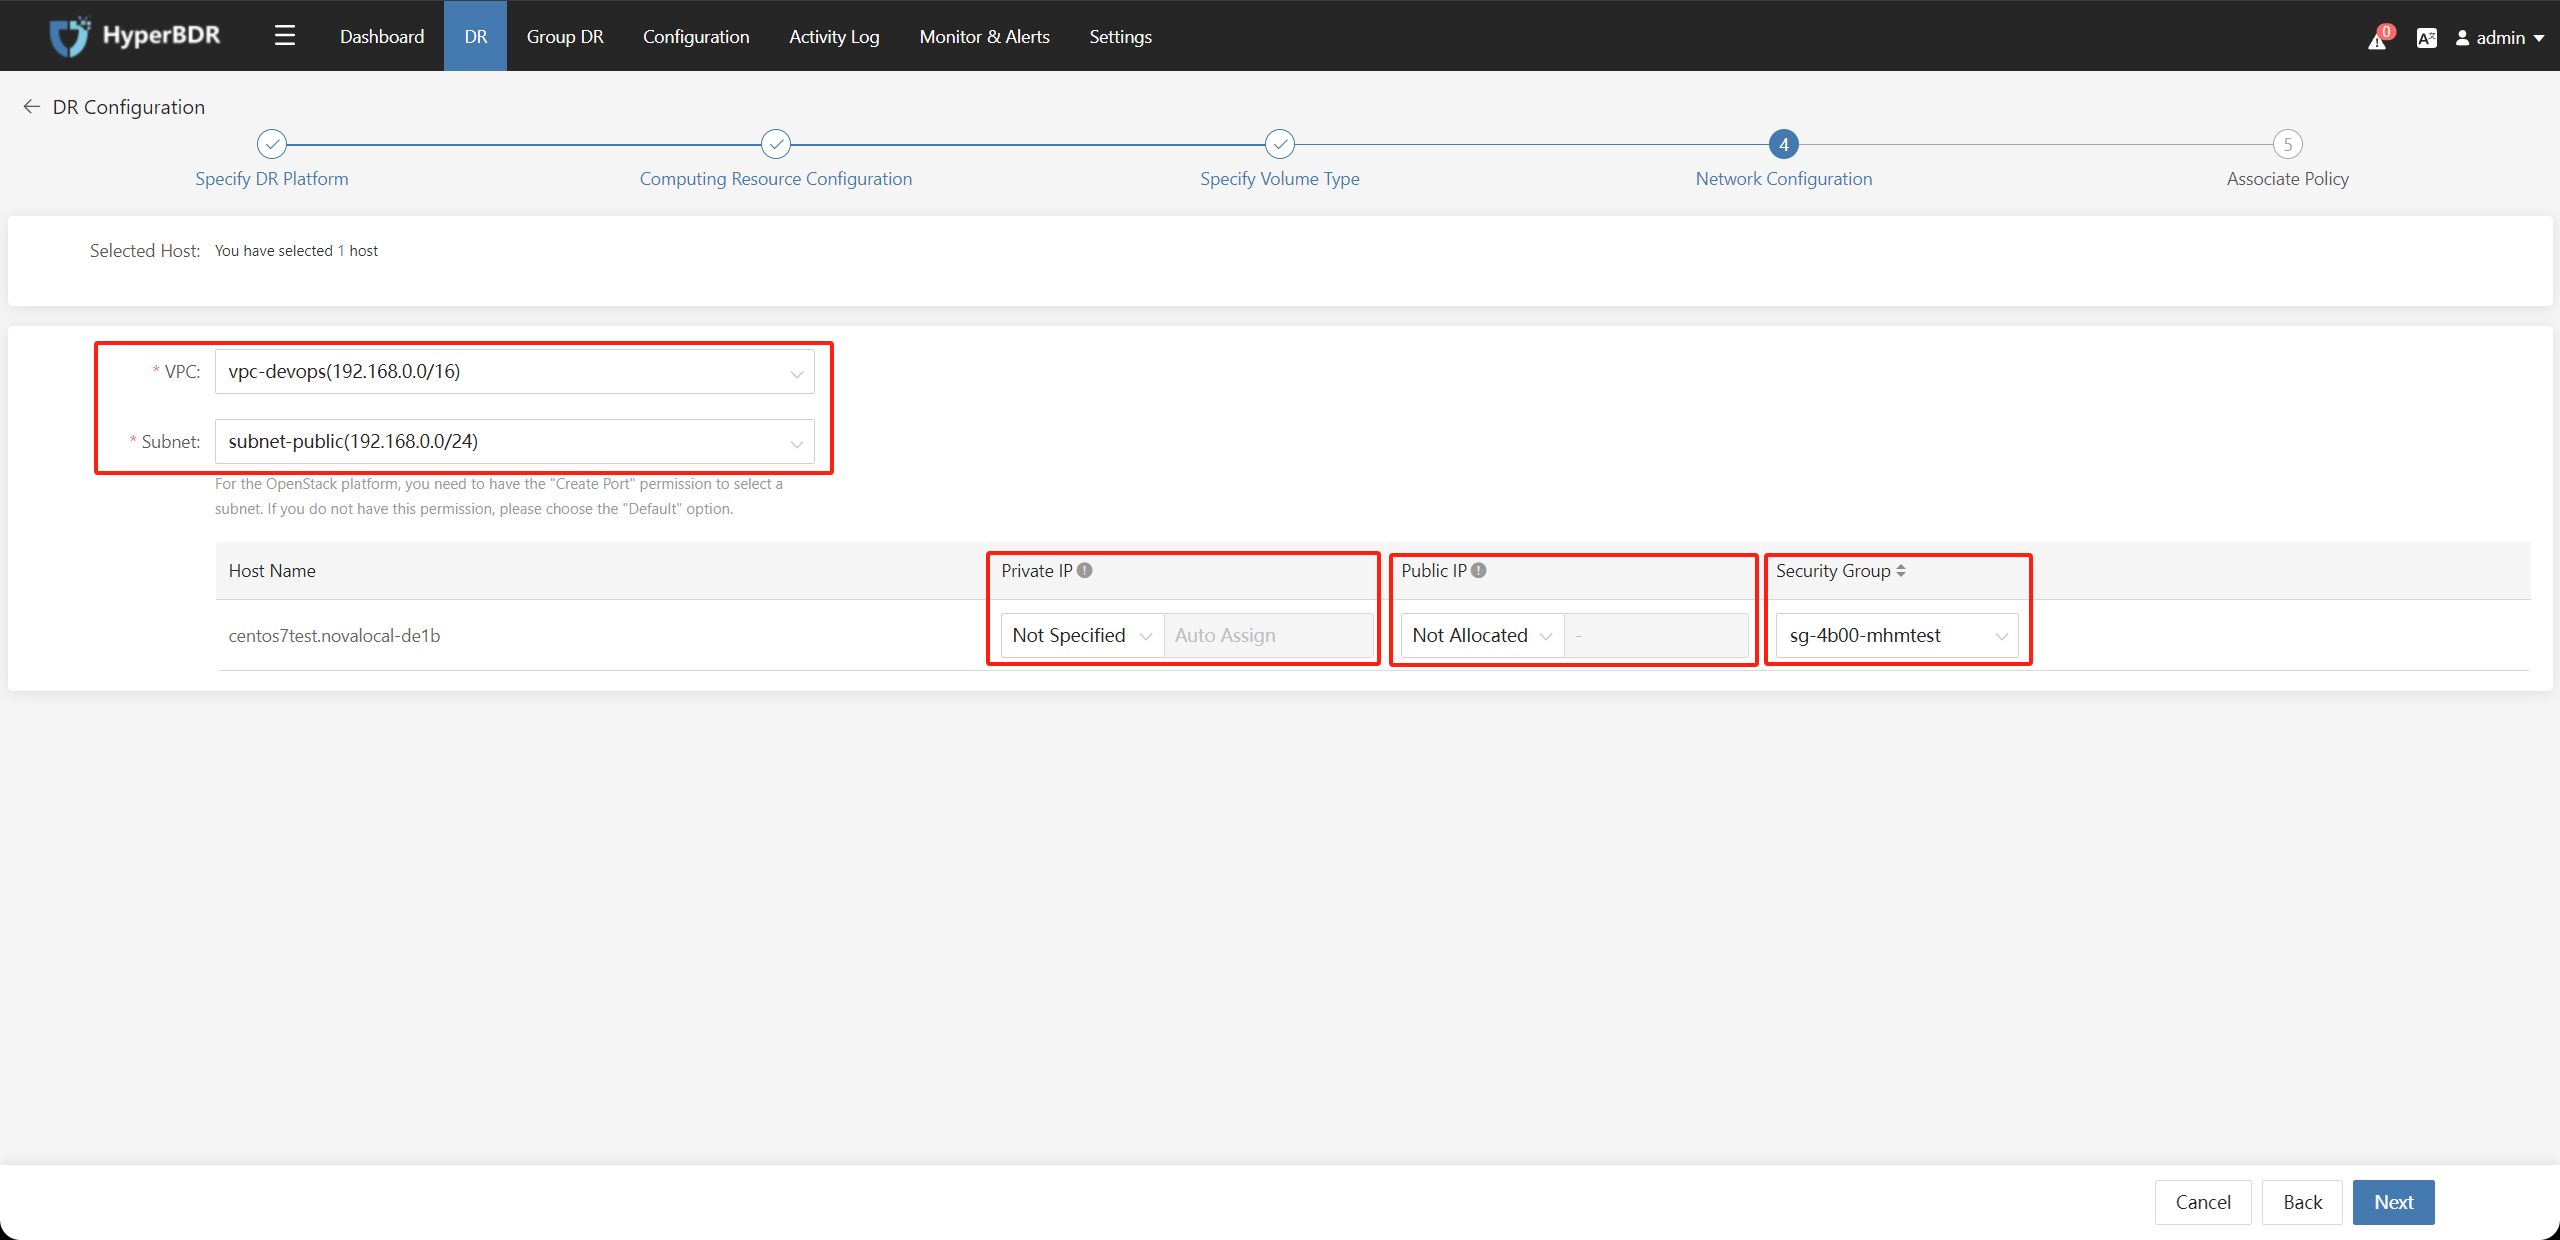 HyperBDR
Dashboard DR Group DR Configuration Activity Log Monitor & Alerts Settings
0
admin
DR Configuration
4 5
Specify DR Platform Computing Resource Configuration Specify Volume Type Network Configuration Associate Policy
Selected Host: You have selected 1 host
* VPC: vpc-devops(192.168.0.0/16)
* Subnet: subnet-public(192.168.0.0/24)
For the OpenStack platform, you need to have the "Create Port" permission to select a
subnet. If you do not have this permission, please choose the "Default" option.
Host Name Private IP Public IP Security Group
centos7test.novalocal-de1b Not Specified Auto Assign Not Allocated - sg-4b00-mhmtest
Cancel Back Next